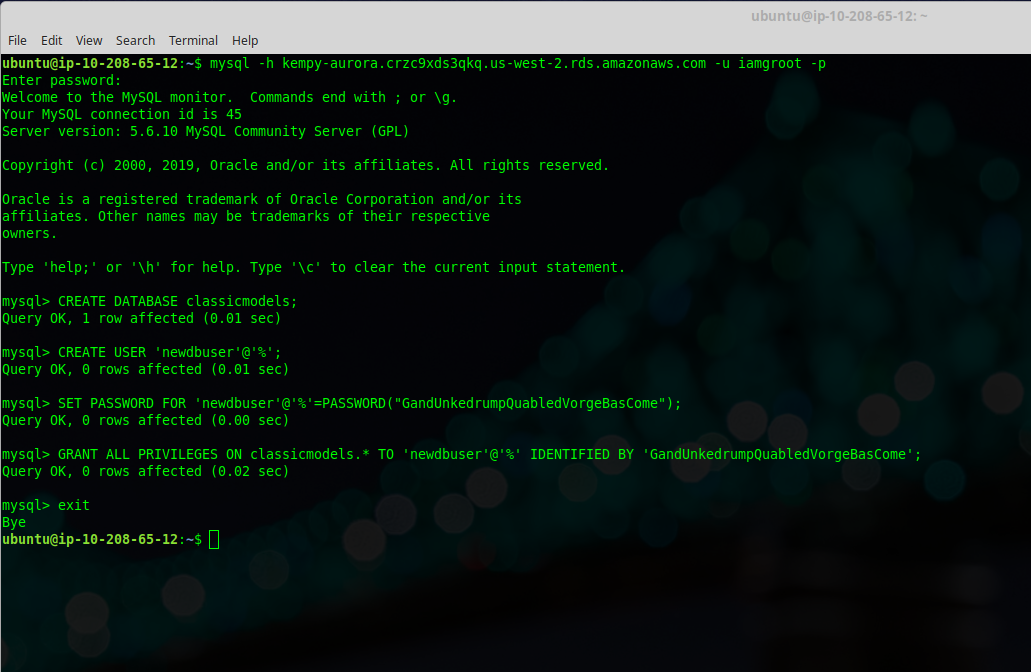 ubuntu@ip-10-208-65-12: ~
File Edit View Search Terminal Help
ubuntu@ip-10-208-65-12:~$ mysql -h kempy-aurora.crzc9xds3qkq.us-west-2.rds.amazonaws.com -u iamgroot -p
Enter password:
Welcome to the MySQL monitor.  Commands end with ; or \g.
Your MySQL connection id is 45
Server version: 5.6.10 MySQL Community Server (GPL)
Copyright (c) 2000, 2019, Oracle and/or its affiliates. All rights reserved.
Oracle is a registered trademark of Oracle Corporation and/or its
affiliates. Other names may be trademarks of their respective
owners.
Type 'help;' or '\h' for help. Type '\c' to clear the current input statement.
mysql> CREATE DATABASE classicmodels;
Query OK, 1 row affected (0.01 sec)
mysql> CREATE USER 'newdbuser'@'%';
Query OK, 0 rows affected (0.01 sec)
mysql> SET PASSWORD FOR 'newdbuser'@'%'=PASSWORD("GandUnkedrumpQuabledVorgeBasCome");
Query OK, 0 rows affected (0.00 sec)
mysql> GRANT ALL PRIVILEGES ON classicmodels.* TO 'newdbuser'@'%' IDENTIFIED BY 'GandUnkedrumpQuabledVorgeBasCome';
Query OK, 0 rows affected (0.02 sec)
mysql> exit
Bye
ubuntu@ip-10-208-65-12:~$